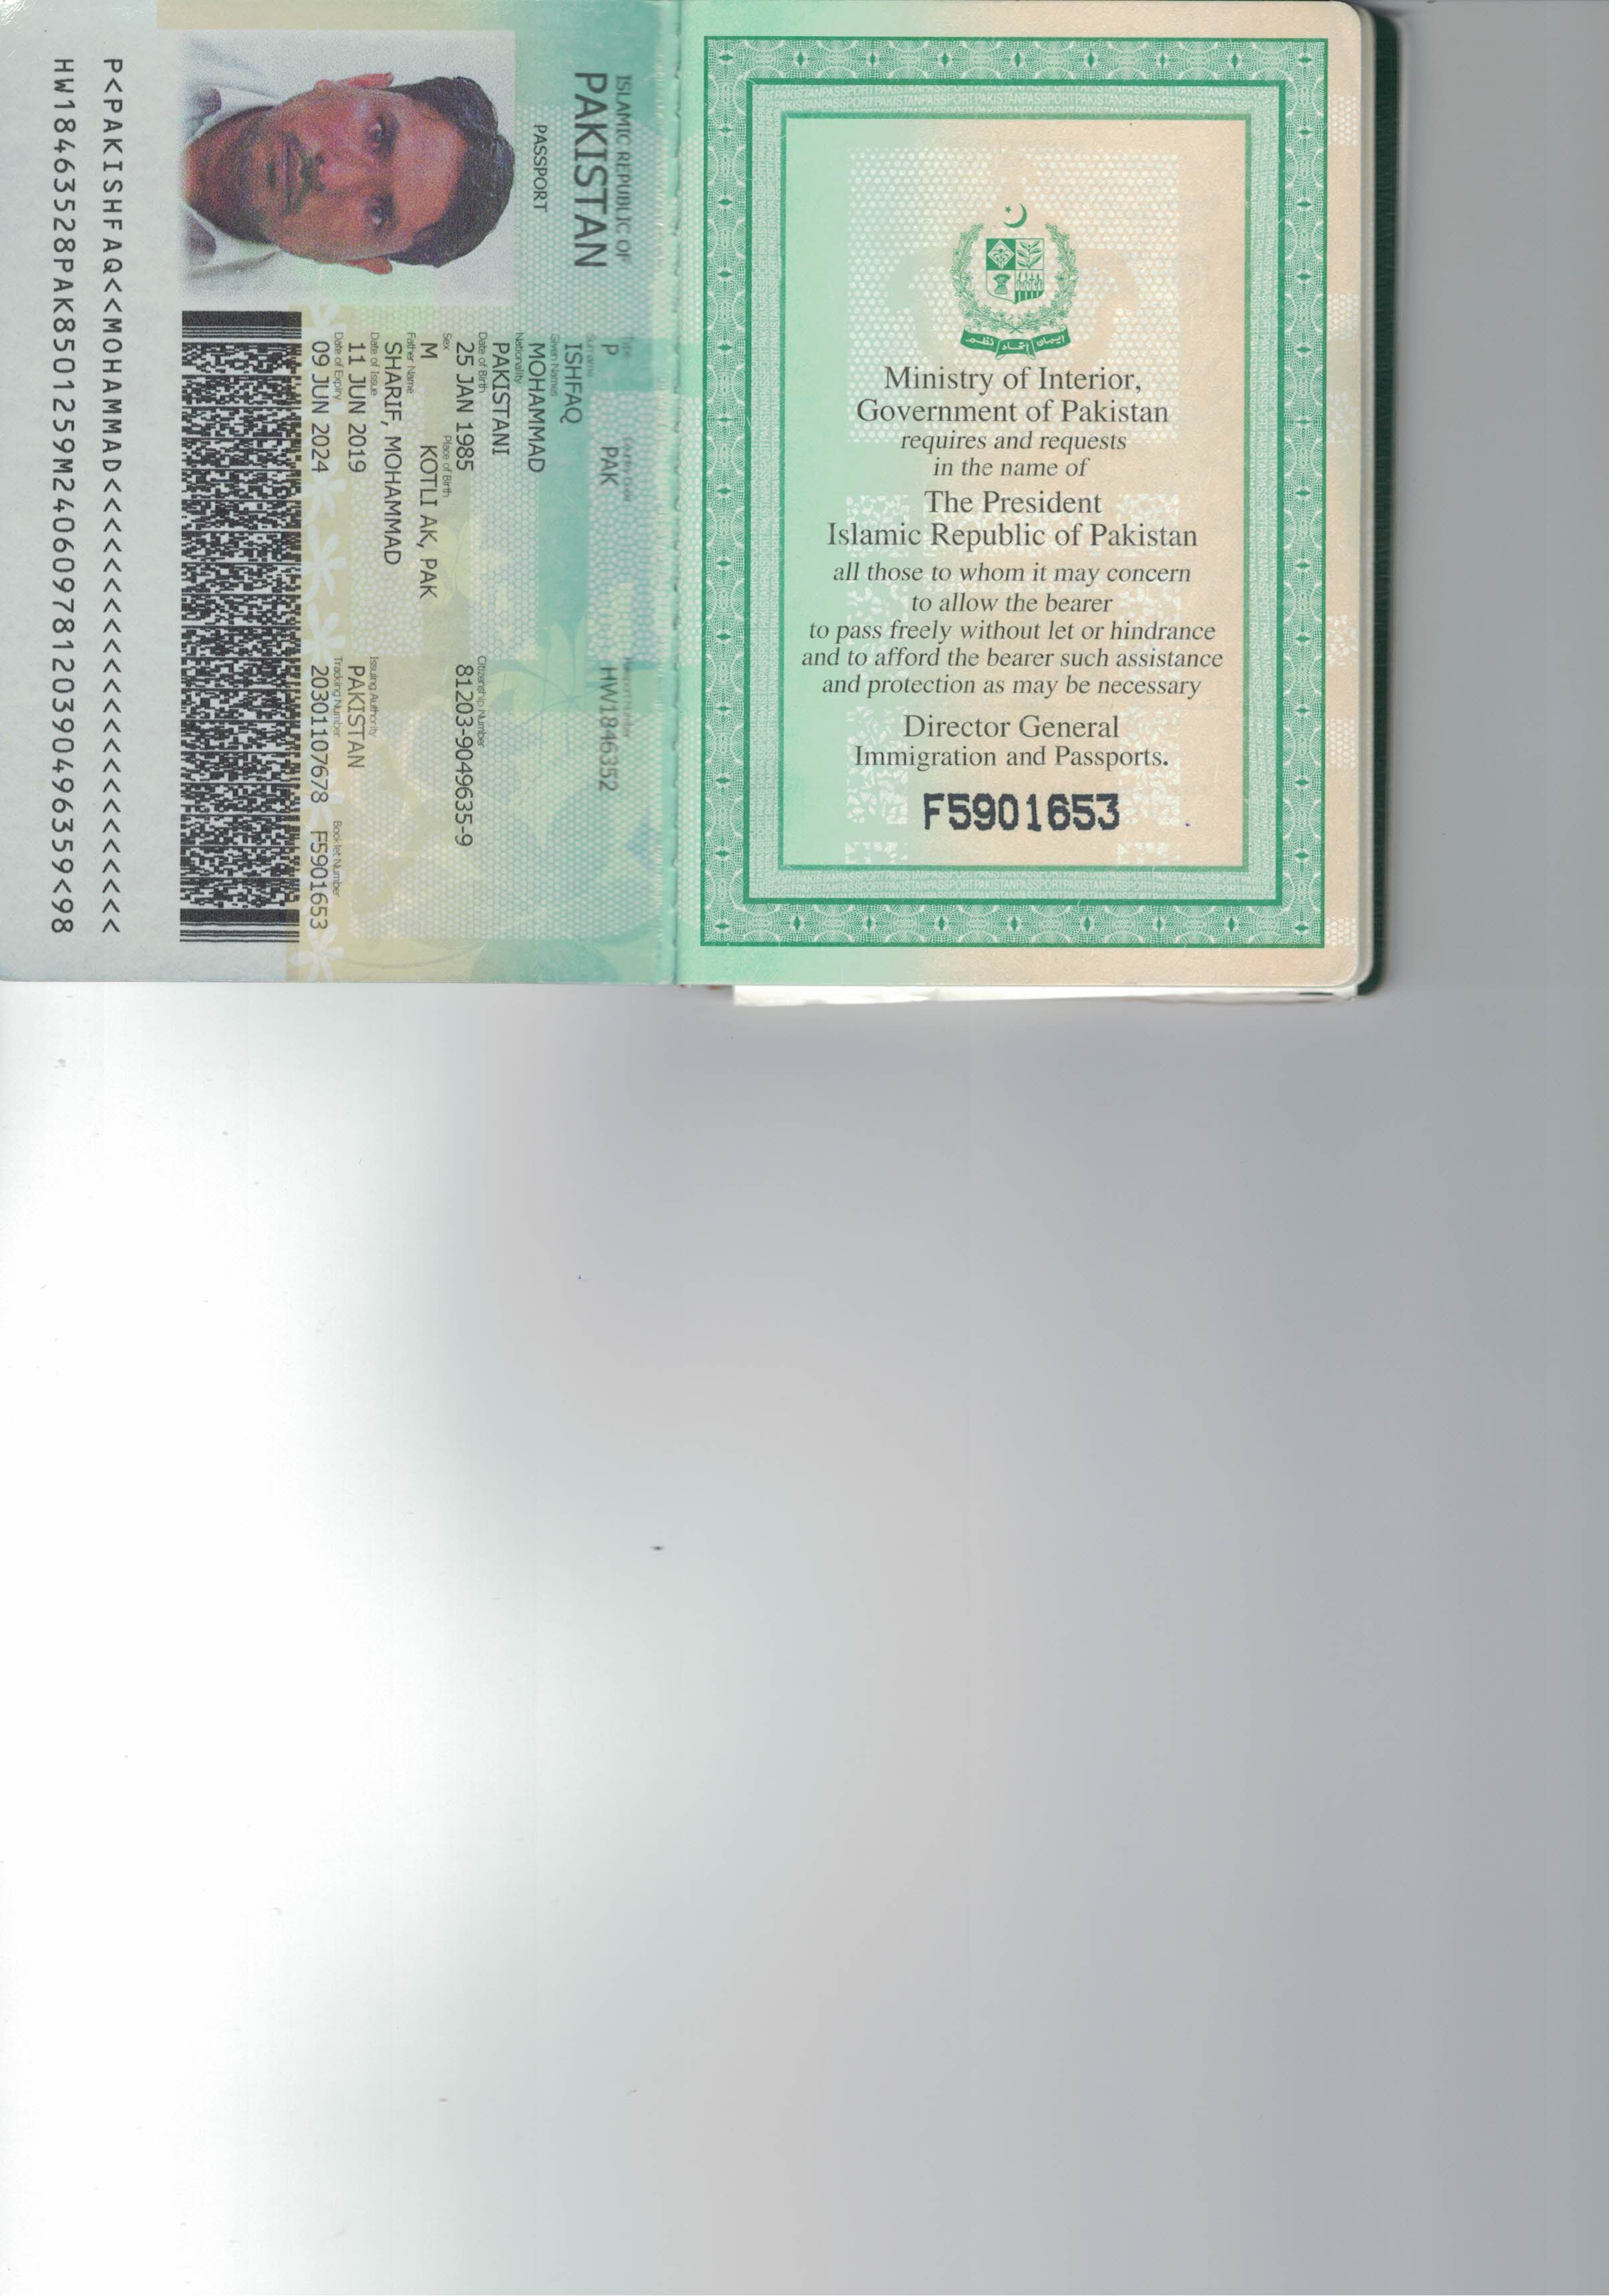 Ministry of Interior,
Government of Pakistan
requires and requests
in the name of
The President
Islamic Republic of Pakistan
all those to whom it may concern
to allow the bearer
to pass freely without let or hindrance
and to afford the bearer such assistance
and protection as may be necessary
Director General
Immigration and Passports.
F5901653
ISLAMIC REPUBLIC OF
PAKISTAN
PASSPORT
Type Country Code Passport Number
P PAK HW1846352
Surname
ISHFAQ
Given Names
MOHAMMAD
Nationality
PAKISTANI
Date of Birth Citizenship Number
25 JAN 1985 81203-9049635-9
Sex Place of Birth
M KOTLI AK, PAK
Father Name
SHARIF, MOHAMMAD
Date of Issue Issuing Authority
11 JUN 2019 PAKISTAN
Date of Expiry Tracking Number Booklet Number
09 JUN 2024 20301107678 F5901653
P<PAKISHFAQ<<MOHAMMAD<<<<<<<<<<<<<<<<<<<<<<<
HW18463528PAK8501259M24060978120390496359<98